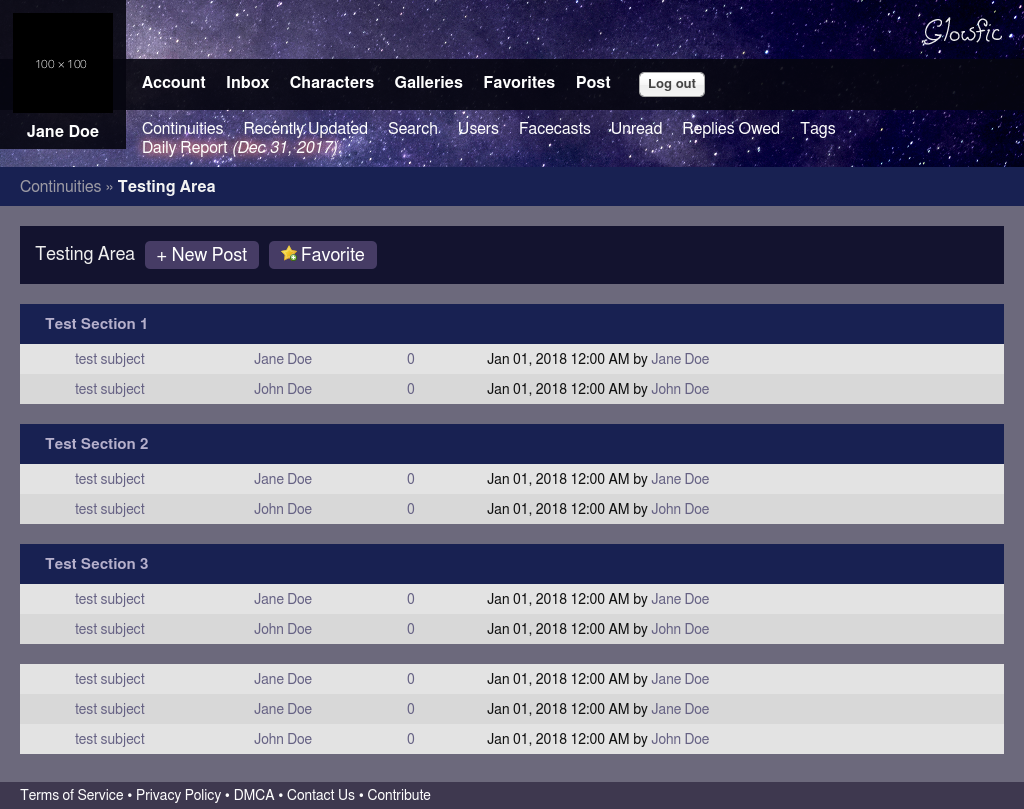 100 × 100
Jane Doe
Glowfic
Account Inbox Characters Galleries Favorites Post Log out
Continuities Recently Updated Search Users Facecasts Unread Replies Owed Tags
Daily Report (Dec 31, 2017)
Continuities » Testing Area
Testing Area + New Post Favorite
Test Section 1
test subject Jane Doe 0 Jan 01, 2018 12:00 AM by Jane Doe
test subject John Doe 0 Jan 01, 2018 12:00 AM by John Doe
Test Section 2
test subject Jane Doe 0 Jan 01, 2018 12:00 AM by Jane Doe
test subject John Doe 0 Jan 01, 2018 12:00 AM by John Doe
Test Section 3
test subject Jane Doe 0 Jan 01, 2018 12:00 AM by Jane Doe
test subject John Doe 0 Jan 01, 2018 12:00 AM by John Doe
test subject Jane Doe 0 Jan 01, 2018 12:00 AM by Jane Doe
test subject Jane Doe 0 Jan 01, 2018 12:00 AM by Jane Doe
test subject John Doe 0 Jan 01, 2018 12:00 AM by John Doe
Terms of Service • Privacy Policy • DMCA • Contact Us • Contribute